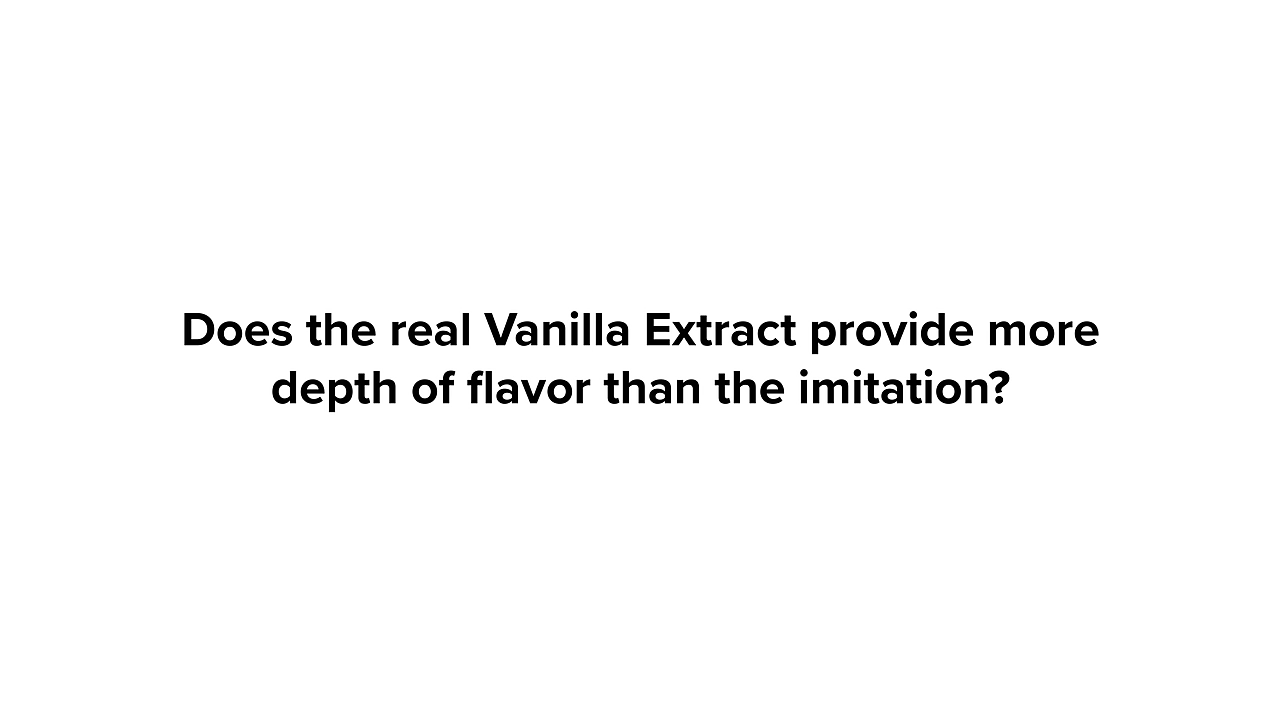 Does the real Vanilla Extract provide more
depth of flavor than the imitation?